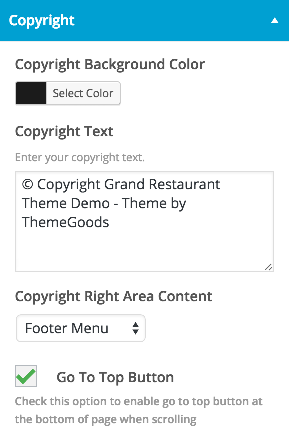 Copyright
Copyright Background Color
Select Color
Copyright Text
Enter your copyright text.
© Copyright Grand Restaurant
Theme Demo - Theme by
ThemeGoods
Copyright Right Area Content
Footer Menu
Go To Top Button
Check this option to enable go to top button at
the bottom of page when scrolling